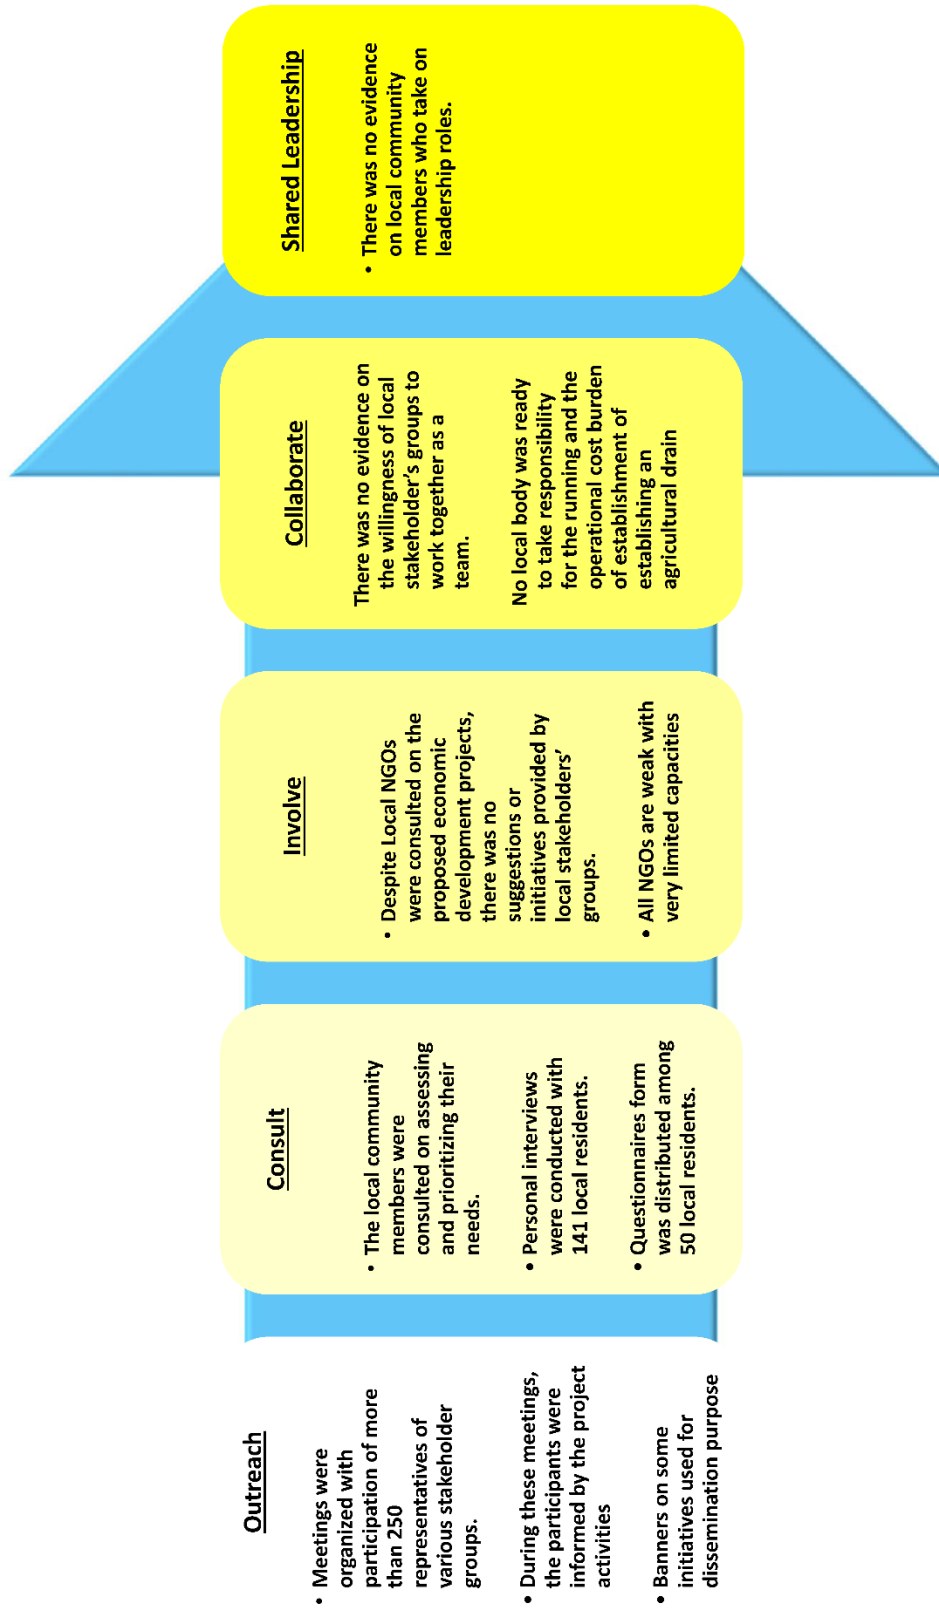 Outreach
• Meetings were
organized with
participation of more
than 250
representatives of
various stakeholder
groups.
• During these meetings,
the participants were
informed by the project
activities
• Banners on some
initiatives used for
dissemination purpose
Consult
• The local community
members were
consulted on assessing
and prioritizing their
needs.
• Personal interviews
were conducted with
141 local residents.
• Questionnaires form
was distributed among
50 local residents.
Involve
• Despite Local NGOs
were consulted on the
proposed economic
development projects,
there was no
suggestions or
initiatives provided by
local stakeholders’
groups.
• All NGOs are weak with
very limited capacities
Collaborate
There was no evidence on
the willingness of local
stakeholder’s groups to
work together as a
team.
No local body was ready
to take responsibility
for the running and the
operational cost burden
of establishment of
establishing an
agricultural drain
Shared Leadership
• There was no evidence
on local community
members who take on
leadership roles.